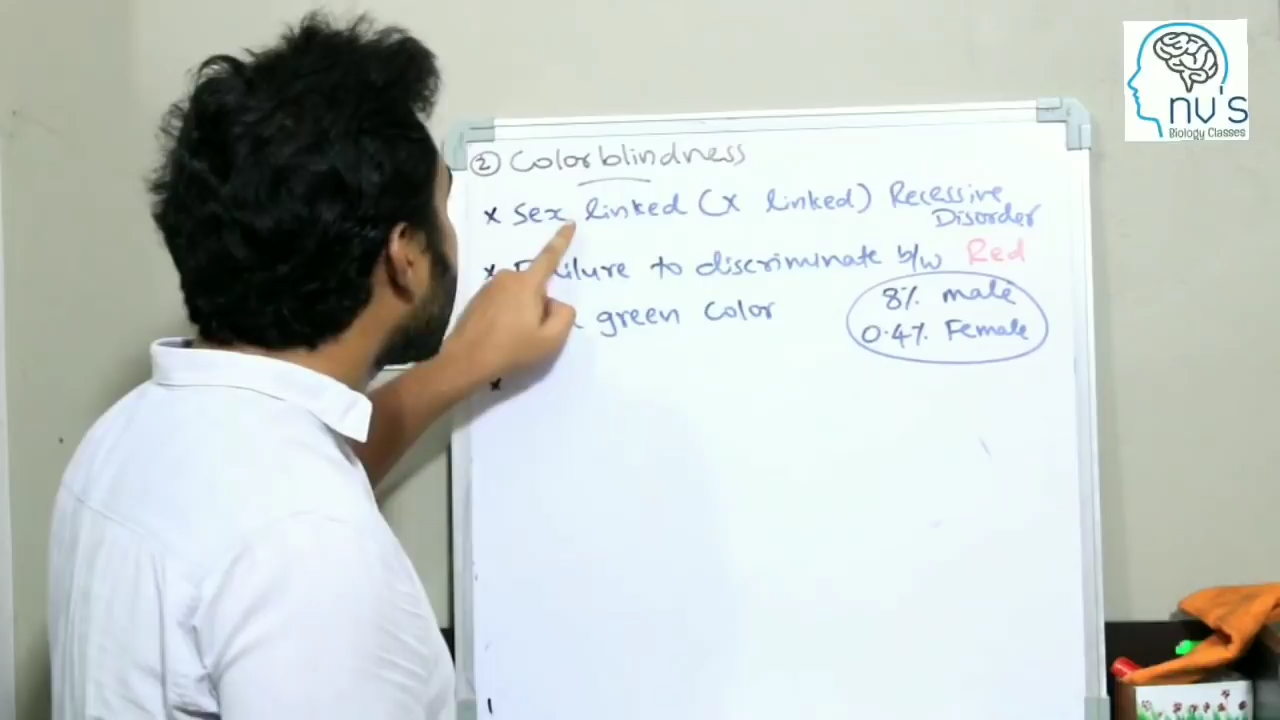 ② Colorblindness
x Sex linked (x linked) Recessive
Disorder
x Failure to discriminate b/w Red
green color
8% male
0.4% Female
x
nv's
Biology Classes